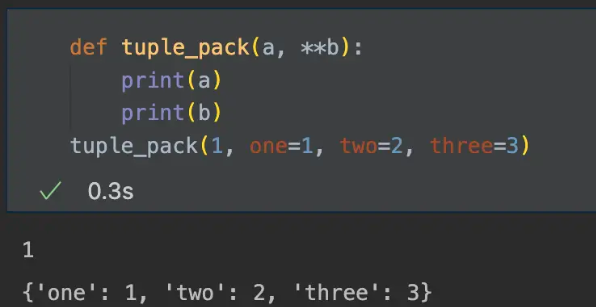 def tuple_pack(a, **b):
    print(a)
    print(b)
tuple_pack(1, one=1, two=2, three=3)
✓ 0.3s
1
{'one': 1, 'two': 2, 'three': 3}